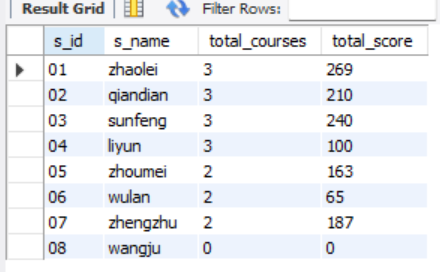 Result Grid Filter Rows:
s_id s_name total_courses total_score
01 zhaolei 3 269
02 qiandian 3 210
03 sunfeng 3 240
04 liyun 3 100
05 zhoumei 2 163
06 wulan 2 65
07 zhengzhu 2 187
08 wangju 0 0